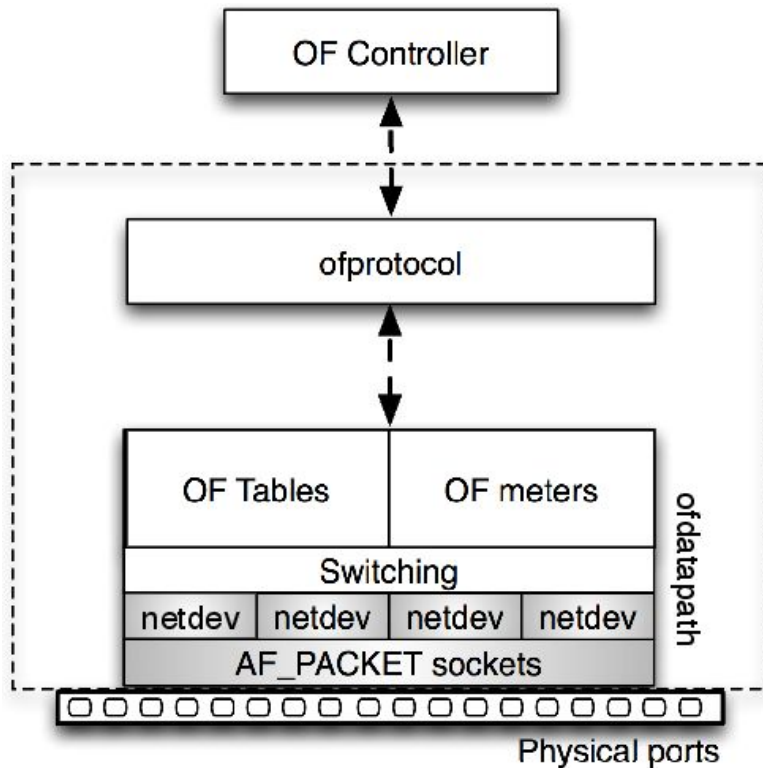 OF Controller
ofprotocol
OF Tables OF meters
Switching
netdev netdev netdev netdev
AF_PACKET sockets
ofdatapath
Physical ports